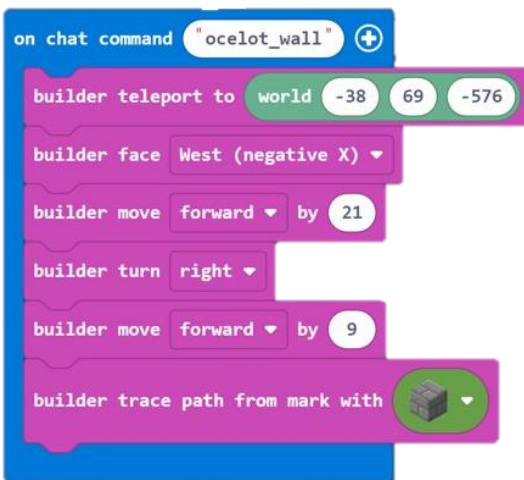 on chat command "ocelot_wall"
builder teleport to world -38 69 -576
builder face West (negative X)
builder move forward by 21
builder turn right
builder move forward by 9
builder trace path from mark with